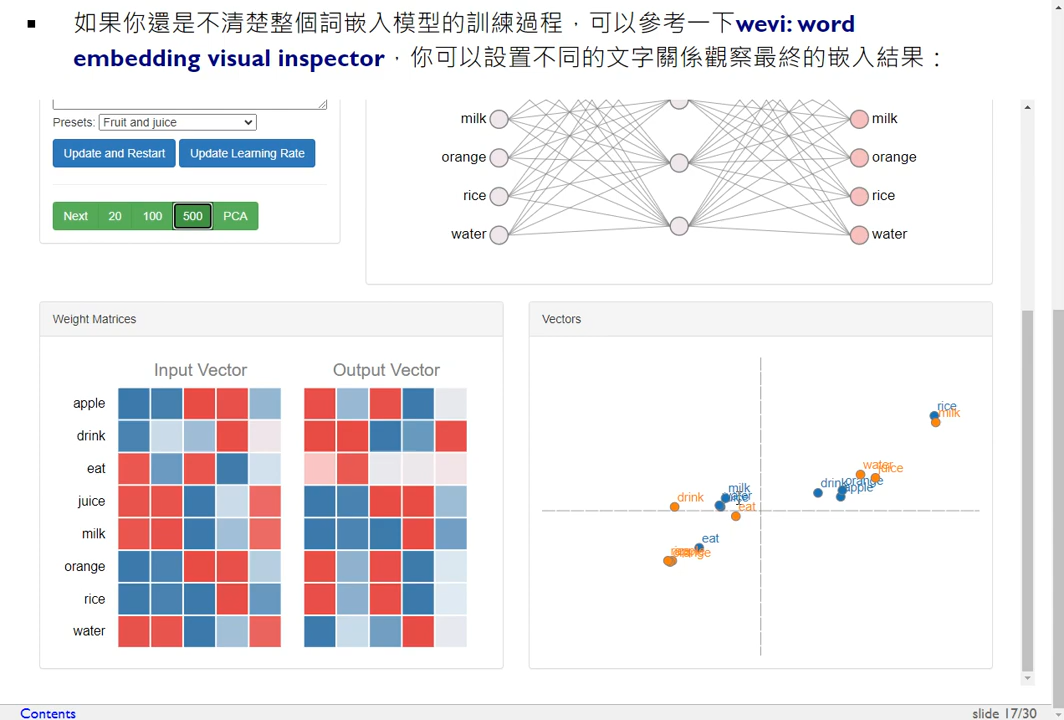 如果你還是不清楚整個詞嵌入模型的訓練過程，可以參考一下wevi: word
embedding visual inspector，你可以設置不同的文字關係觀察最終的嵌入結果：
Presets: Fruit and juice
Update and Restart Update Learning Rate
Next 20 100 500 PCA
milk milk
orange orange
rice rice
water water
Weight Matrices
Input Vector Output Vector
apple
drink
eat
juice
milk
orange
rice
water
Vectors
rice
milk
water
juice
drink
orange
apple
milk
water
drink
eat
eat
orange
Contents
slide 17/30